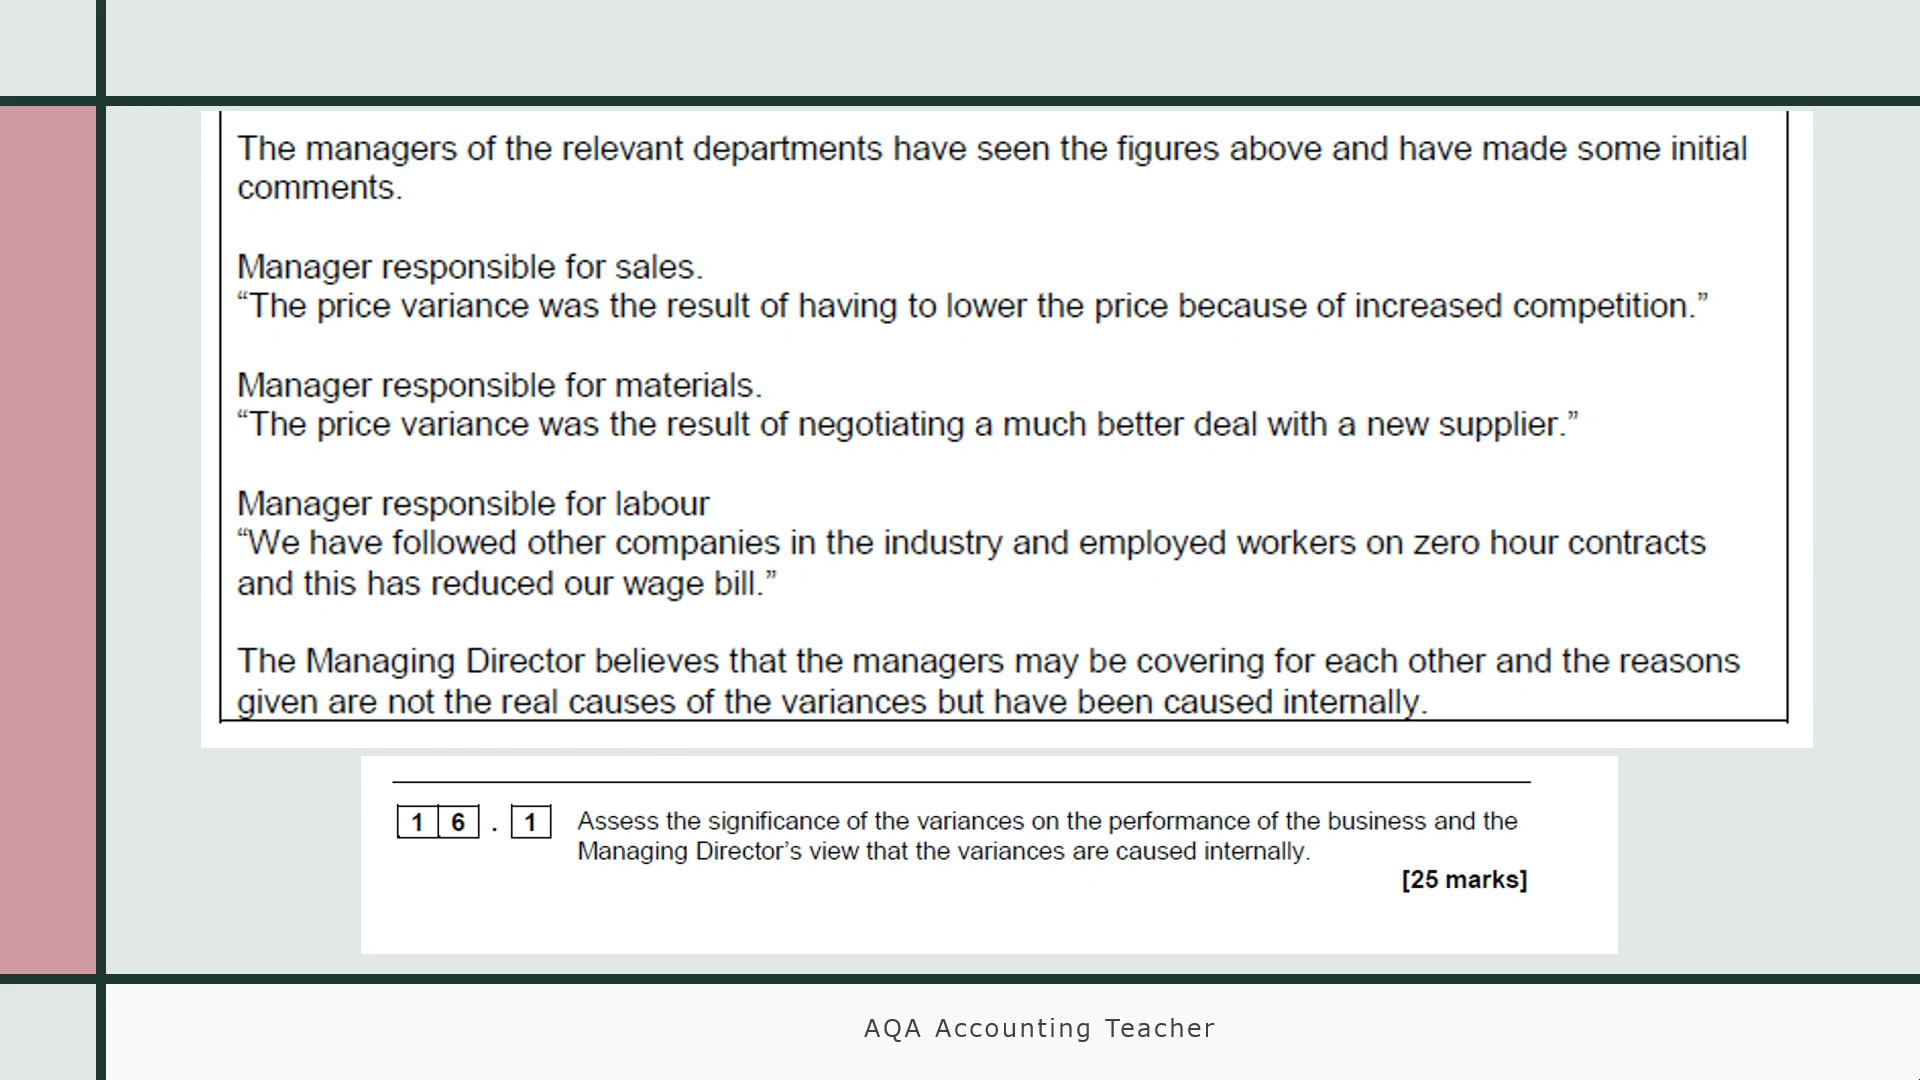 The managers of the relevant departments have seen the figures above and have made some initial
comments.
Manager responsible for sales.
“The price variance was the result of having to lower the price because of increased competition.”
Manager responsible for materials.
“The price variance was the result of negotiating a much better deal with a new supplier.”
Manager responsible for labour
“We have followed other companies in the industry and employed workers on zero hour contracts
and this has reduced our wage bill.”
The Managing Director believes that the managers may be covering for each other and the reasons
given are not the real causes of the variances but have been caused internally.
1 6 . 1 Assess the significance of the variances on the performance of the business and the
Managing Director’s view that the variances are caused internally.
[25 marks]
AQA Accounting Teacher